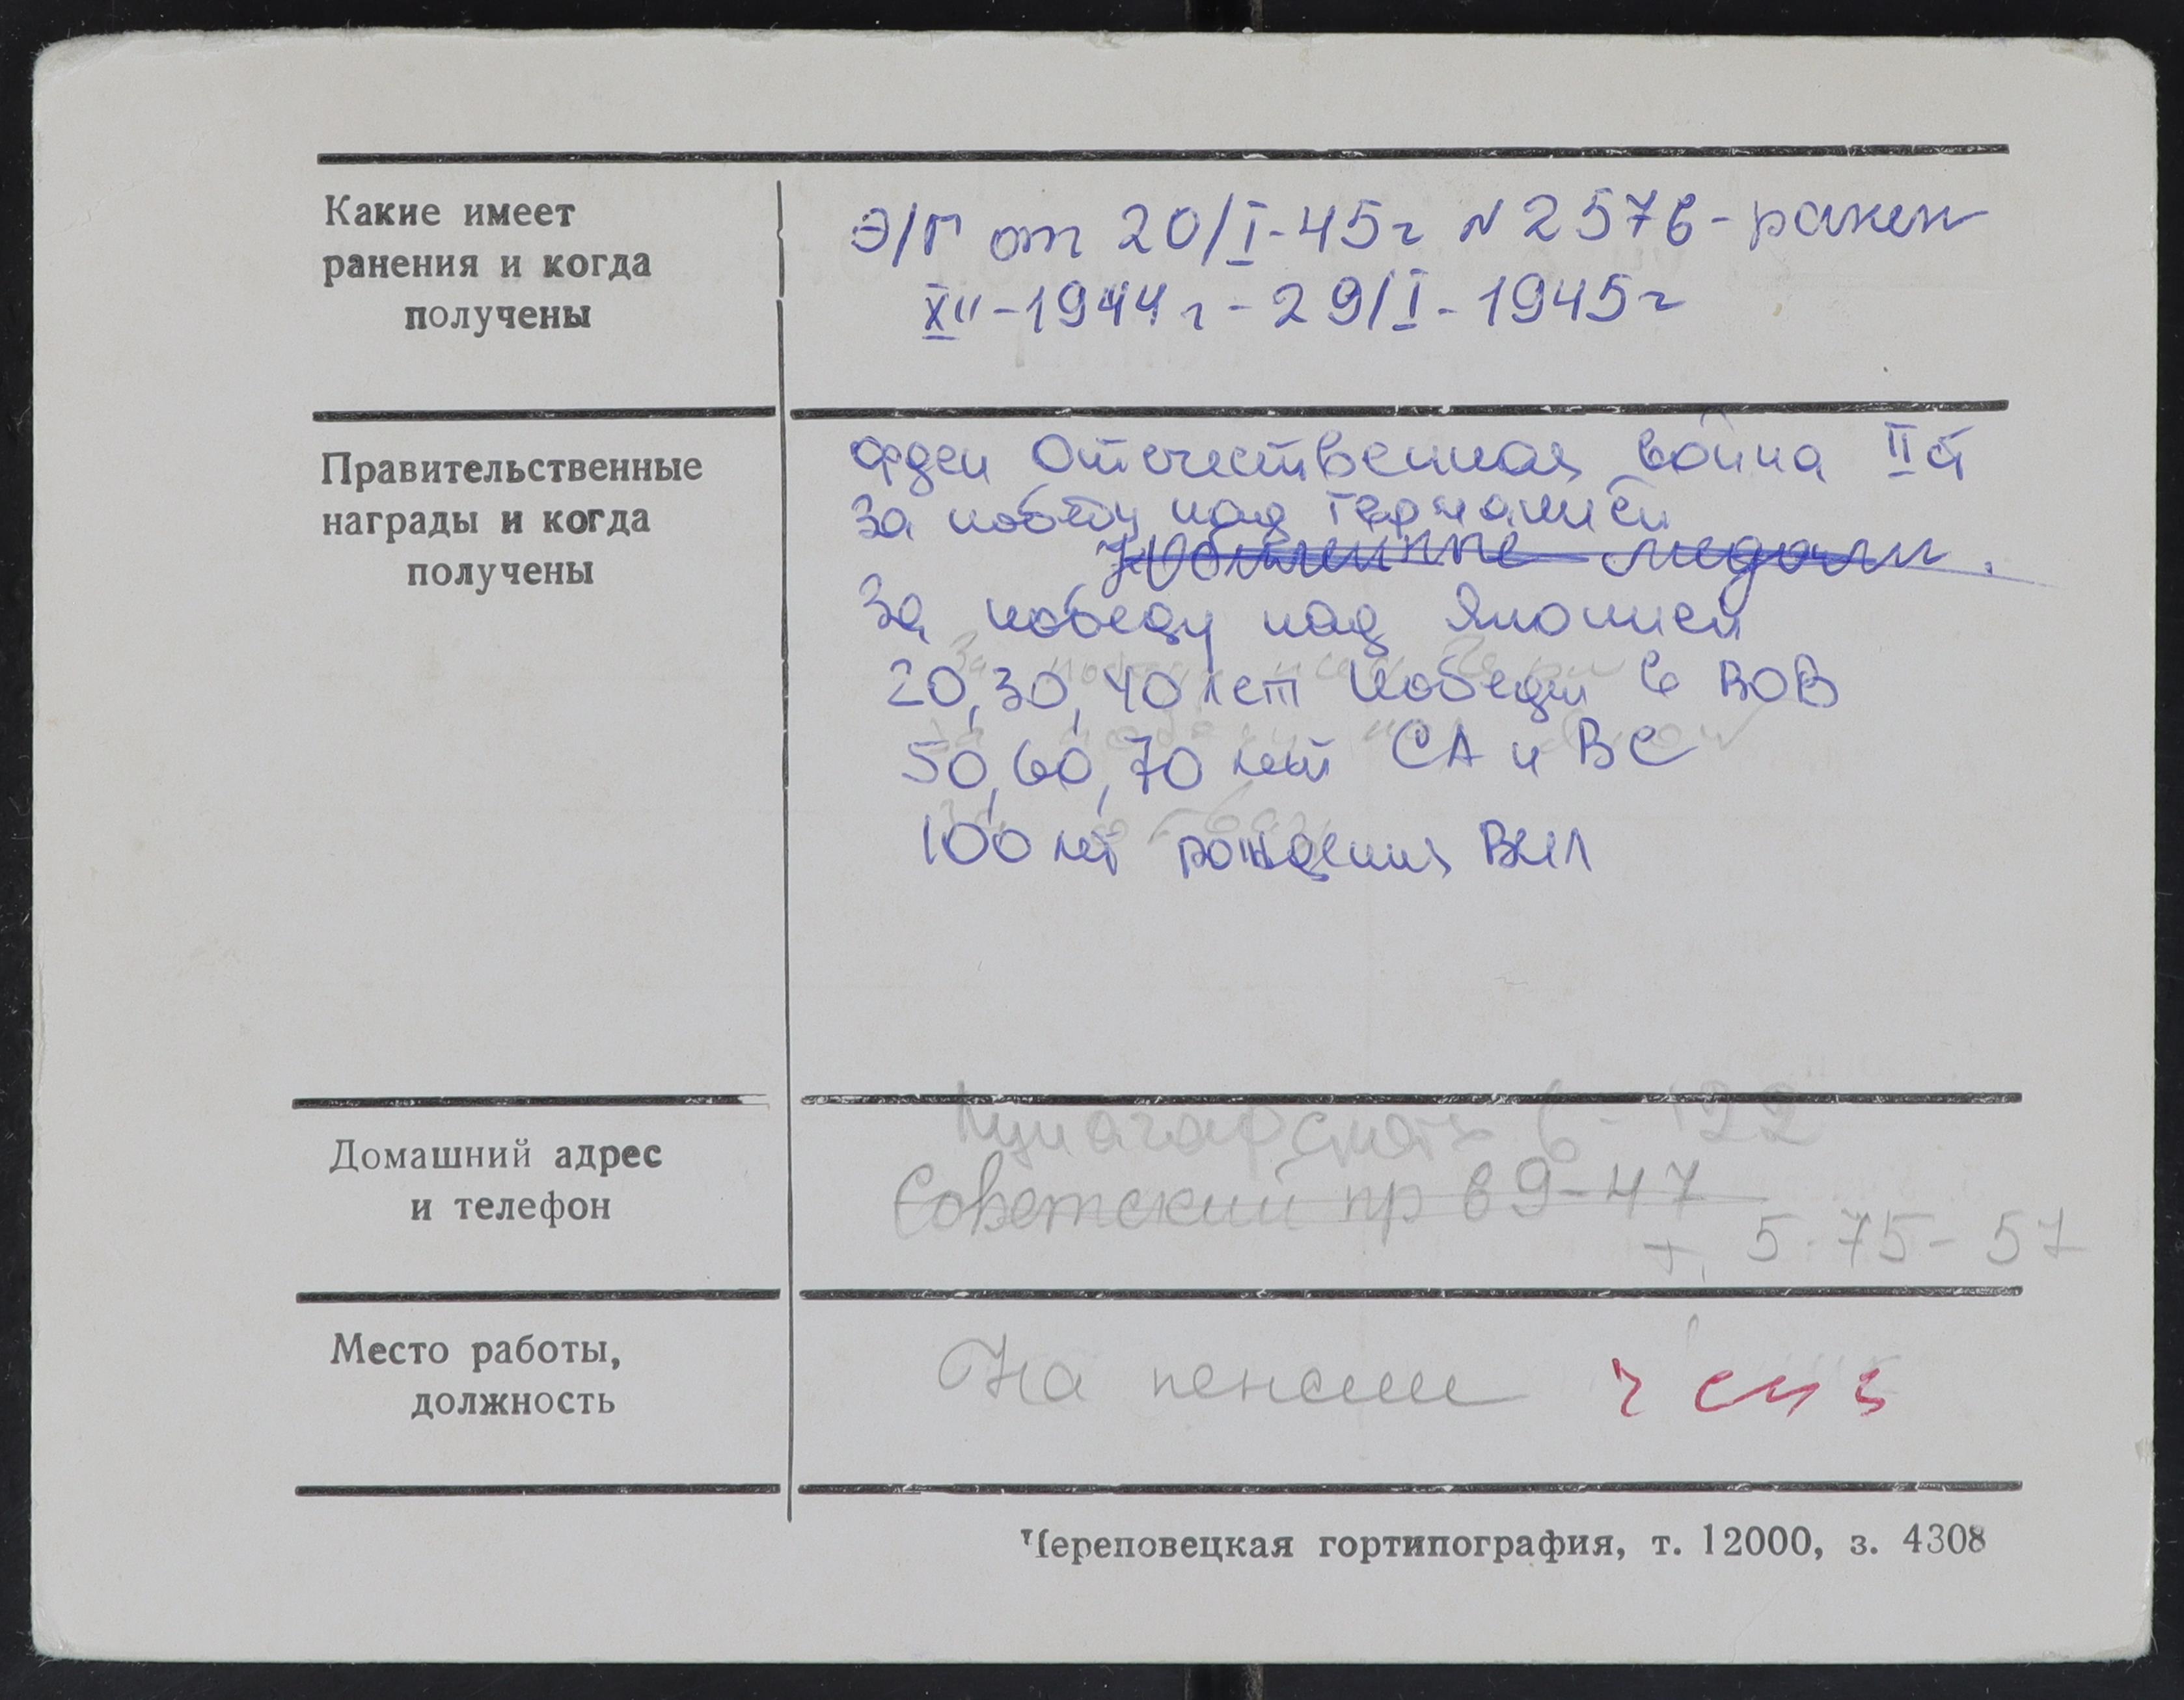 Какие имеет
ранения и когда
получены
Э/Г от 20/I-45г N 2576 - ранен
XII-1944г - 29/I-1945г
Правительственные
награды и когда
получены
орден Отечественная война II ст
За победу над Германией
Юбилейные медали.
За победу над Японией
20, 30, 40 лет Победы в ВОВ
50, 60, 70 лет СА и ВС
100 лет рождения ВИЛ
Домашний адрес
и телефон
6-122
Советский пр 69-47
т. 5-75-57
Место работы,
должность
На пенсии
Череповецкая гортипография, т. 12000, з. 4308